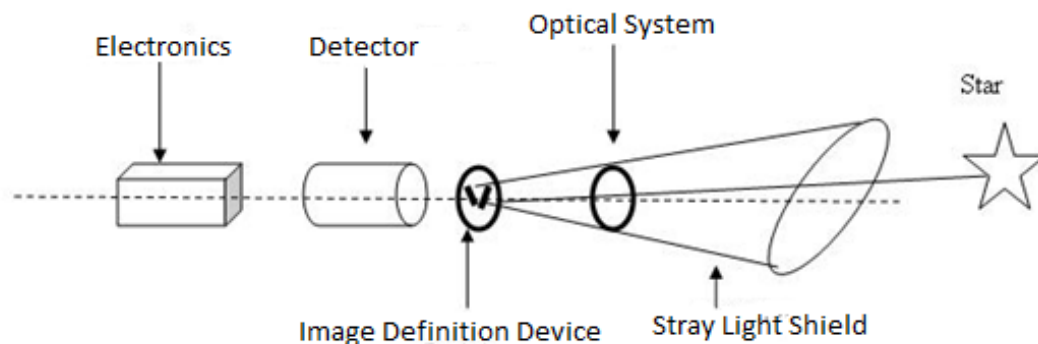 Optical System
Electronics
Detector
Star
Image Definition Device
Stray Light Shield